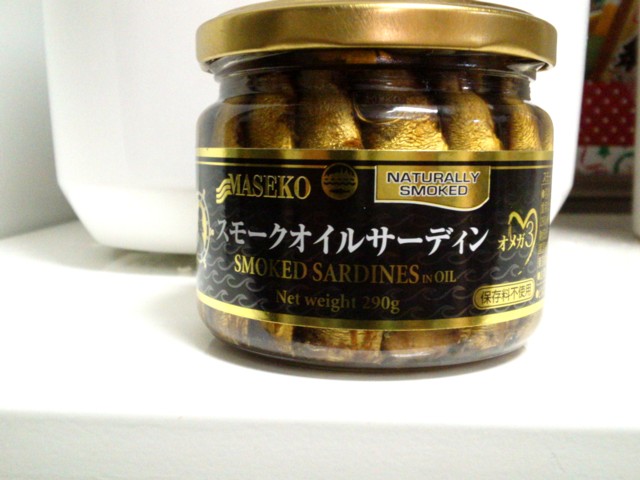 MASEKO
NATURALLY
SMOKED
スモークオイルサーディン
オメガ3
SMOKED SARDINES IN OIL
Net weight 290g
保存料不使用